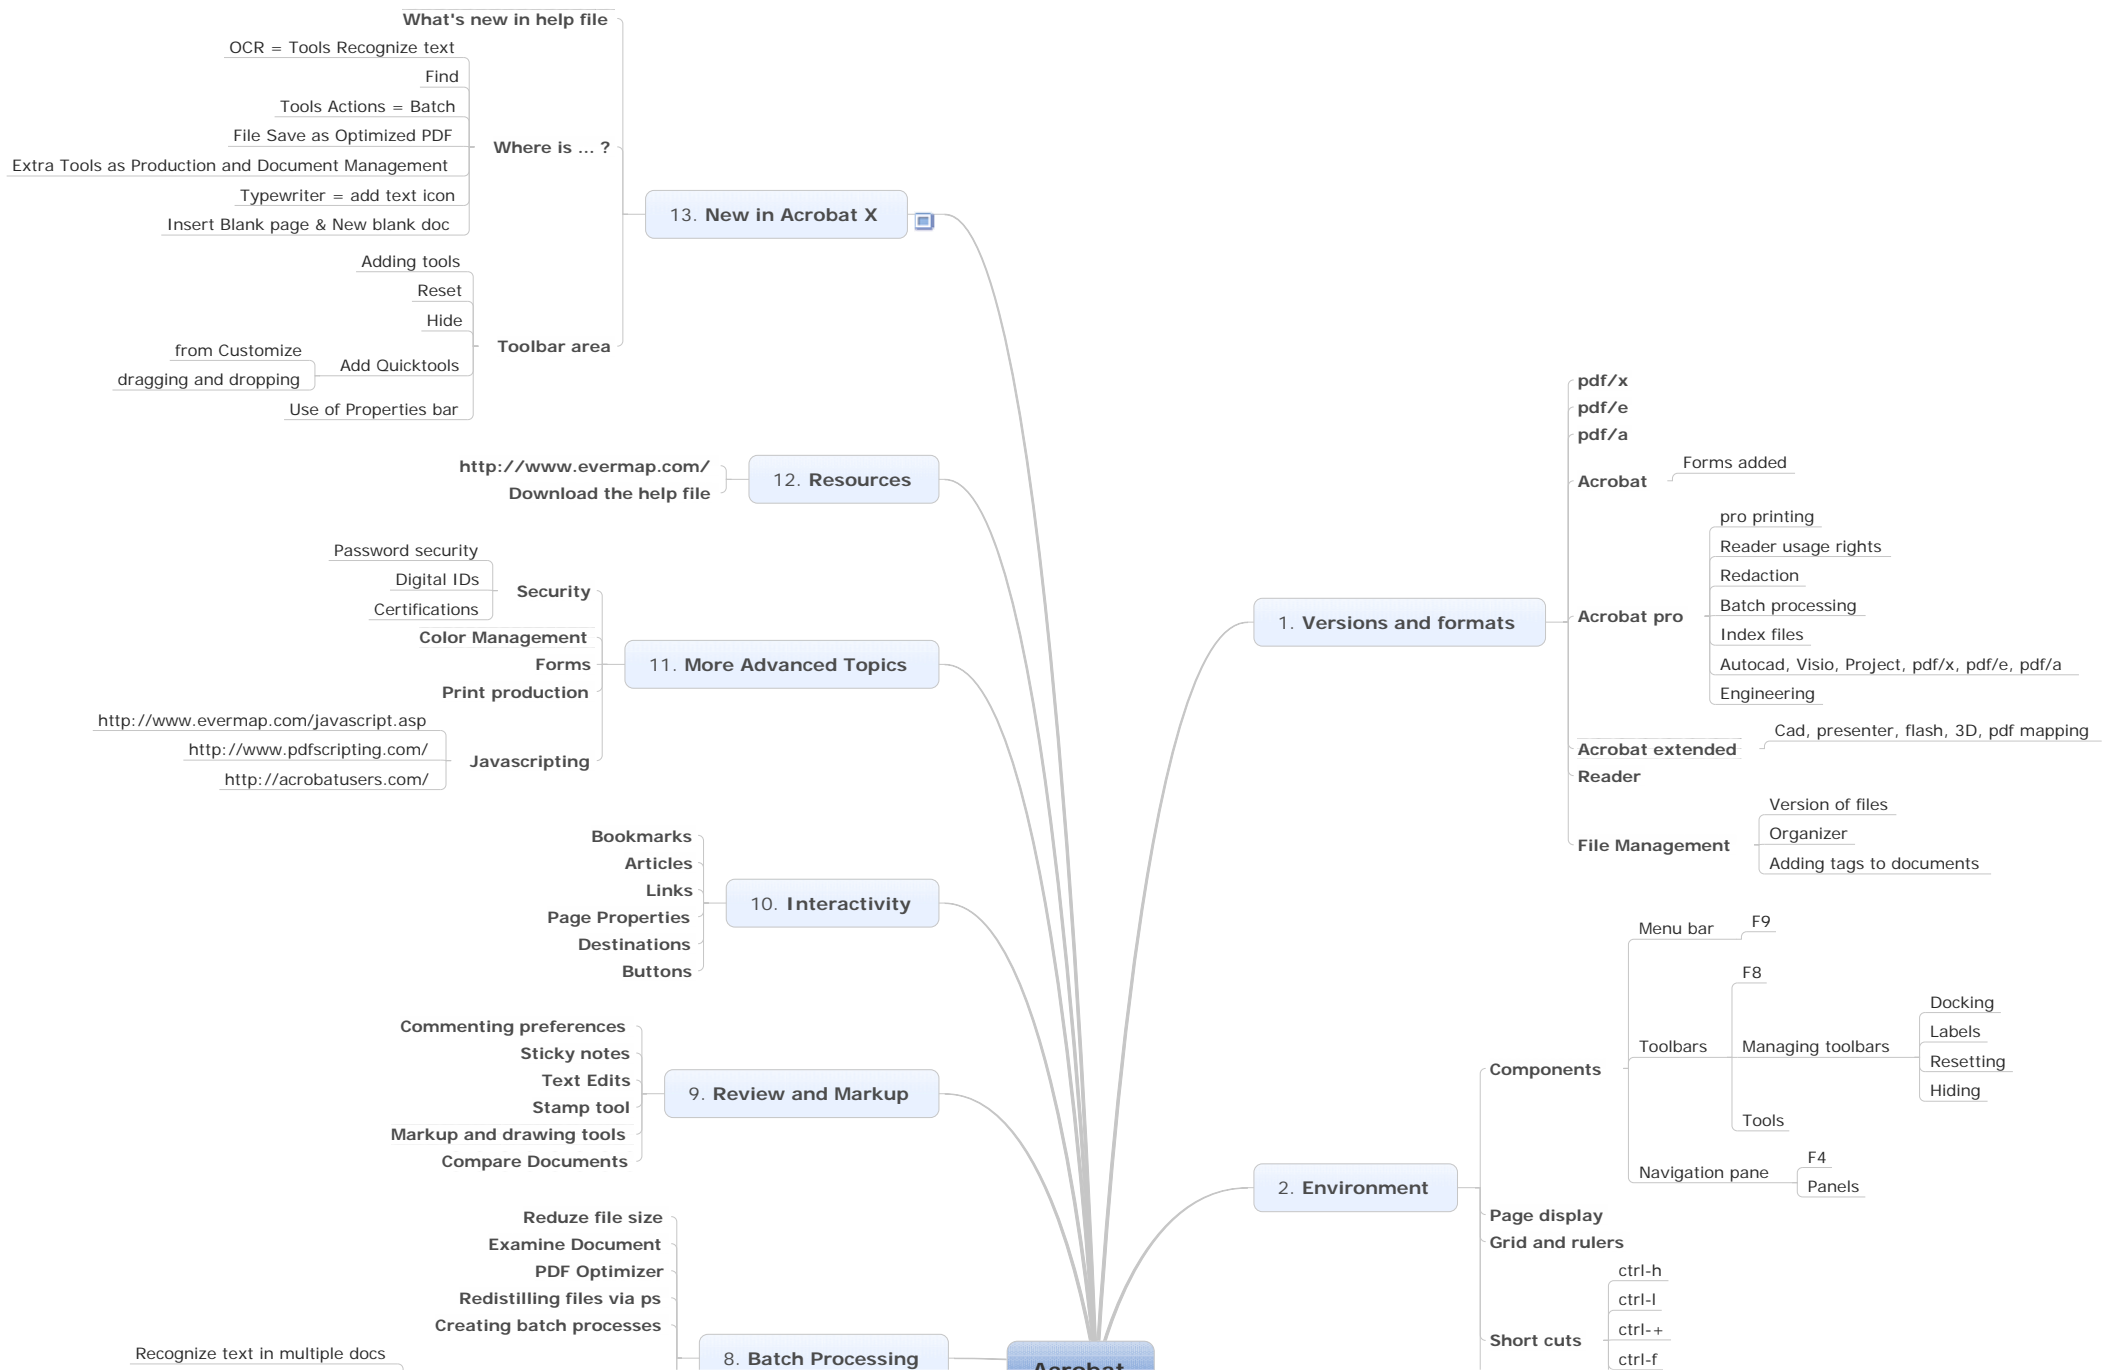 What's new in help file
OCR = Tools Recognize text
Find
Tools Actions = Batch
File Save as Optimized PDF
Extra Tools as Production and Document Management
Typewriter = add text icon
Insert Blank page & New blank doc
Where is ... ?
Adding tools
Reset
Hide
from Customize
dragging and dropping
Add Quicktools
Use of Properties bar
Toolbar area
13. New in Acrobat X
http://www.evermap.com/
Download the help file
12. Resources
Password security
Digital IDs
Certifications
Security
Color Management
Forms
Print production
http://www.evermap.com/javascript.asp
http://www.pdfscripting.com/
http://acrobatusers.com/
Javascripting
11. More Advanced Topics
Bookmarks
Articles
Links
Page Properties
Destinations
Buttons
10. Interactivity
Commenting preferences
Sticky notes
Text Edits
Stamp tool
Markup and drawing tools
Compare Documents
9. Review and Markup
Reduze file size
Examine Document
PDF Optimizer
Redistilling files via ps
Creating batch processes
Recognize text in multiple docs
8. Batch Processing
Acrobat
1. Versions and formats
pdf/x
pdf/e
pdf/a
Acrobat
Forms added
Acrobat pro
pro printing
Reader usage rights
Redaction
Batch processing
Index files
Autocad, Visio, Project, pdf/x, pdf/e, pdf/a
Engineering
Acrobat extended
Cad, presenter, flash, 3D, pdf mapping
Reader
File Management
Version of files
Organizer
Adding tags to documents
2. Environment
Components
Menu bar
F9
Toolbars
F8
Managing toolbars
Docking
Labels
Resetting
Hiding
Tools
Navigation pane
F4
Panels
Page display
Grid and rulers
Short cuts
ctrl-h
ctrl-l
ctrl-+
ctrl-f